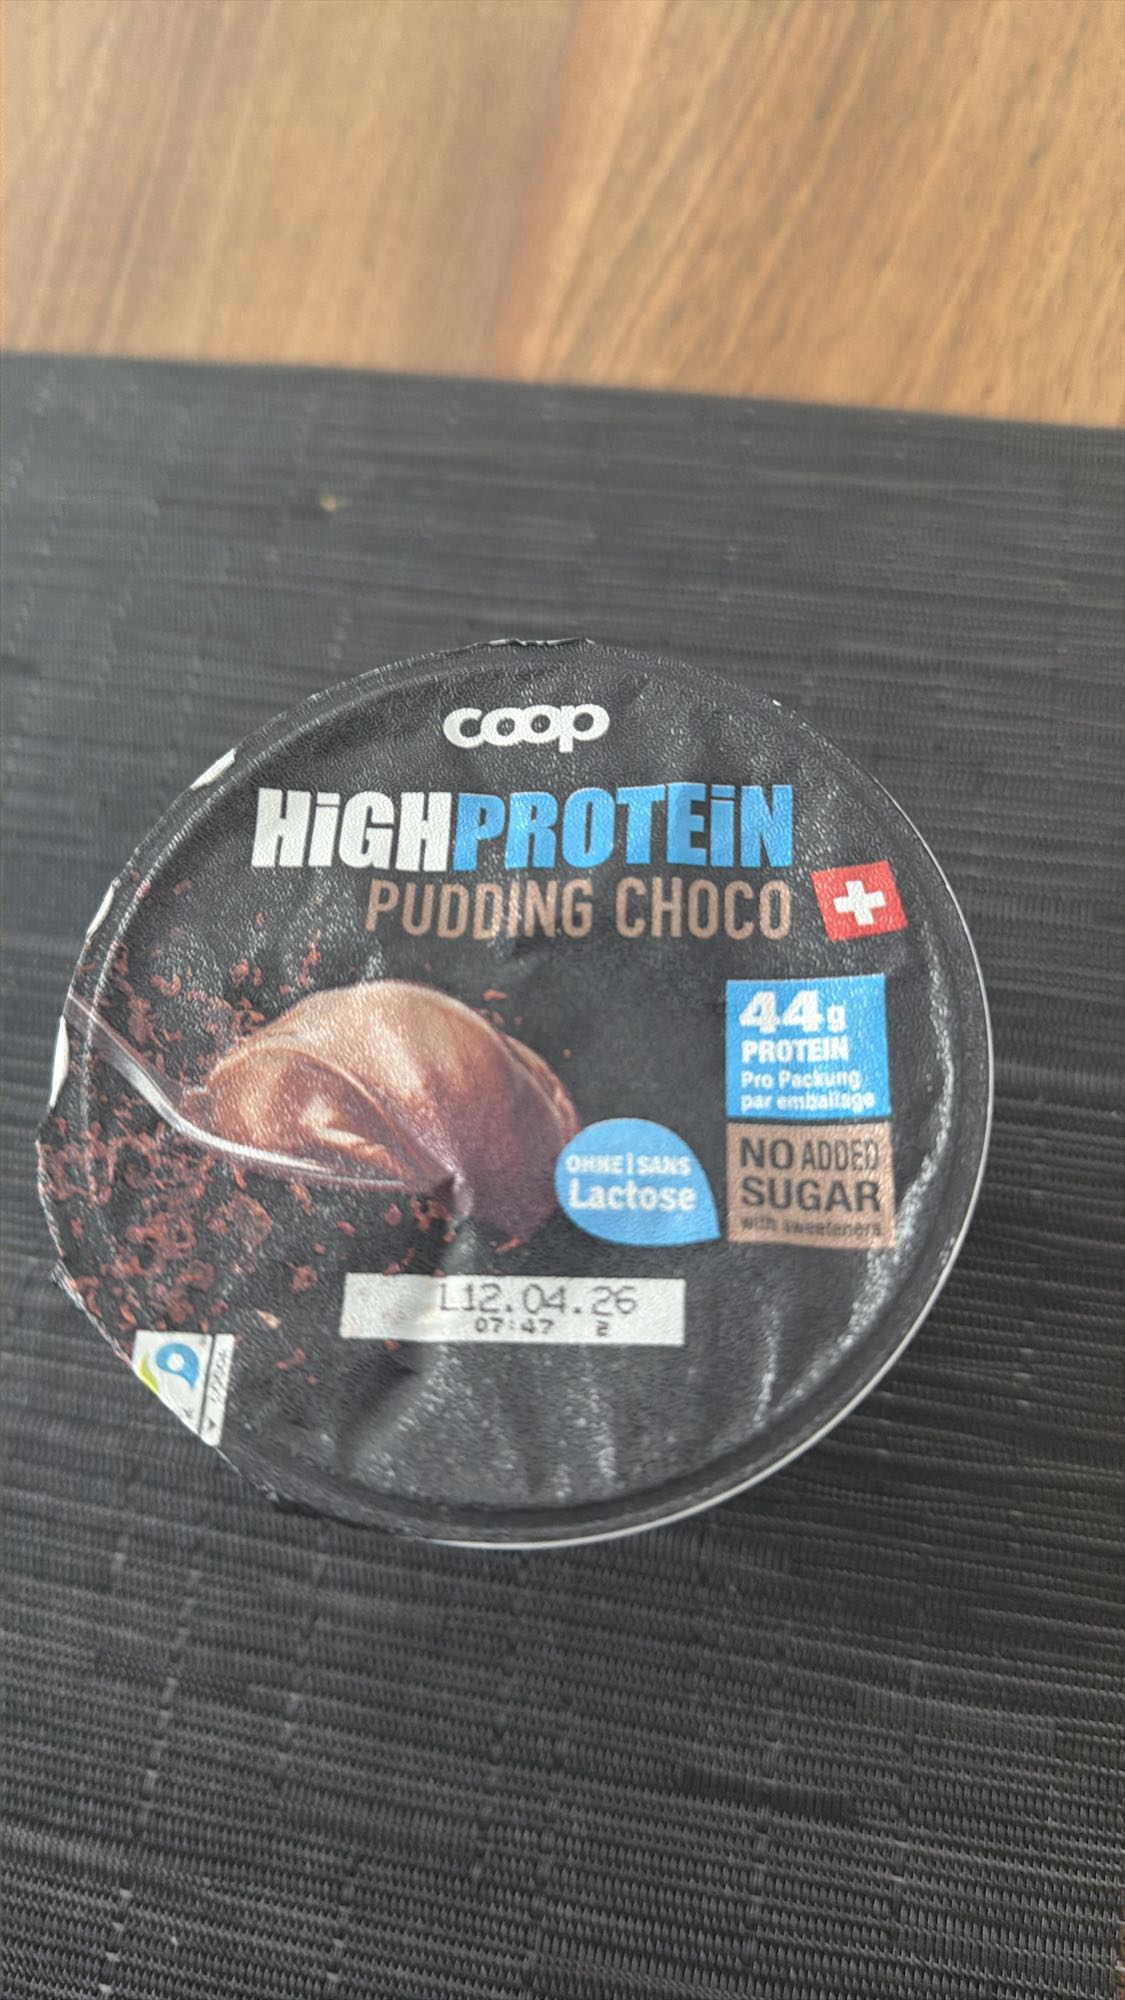 coop
HiGHPROTEiN
PUDDING CHOCO
44g
PROTEIN
Pro Packung
par emballage
OHNE | SANS
Lactose
NO ADDED
SUGAR
with sweeteners
L12.04.26
07:47 2